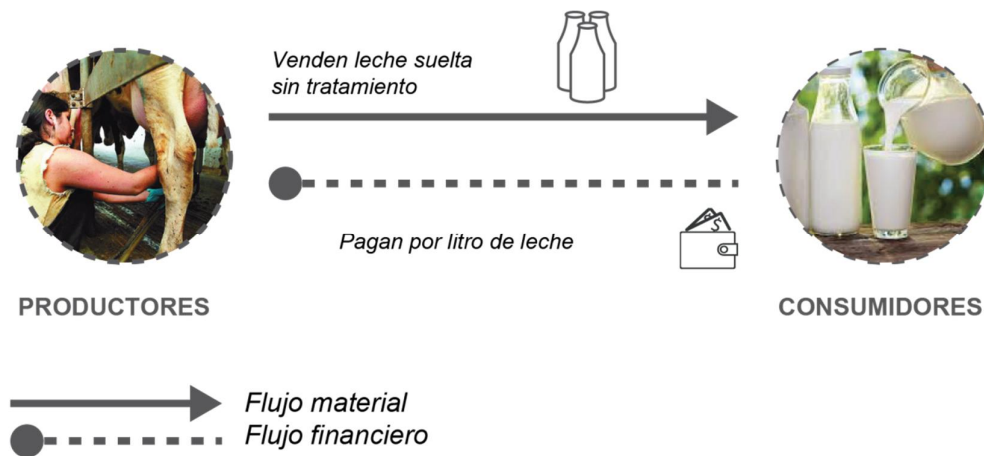 Venden leche suelta
sin tratamiento
Pagan por litro de leche
PRODUCTORES
CONSUMIDORES
Flujo material
Flujo financiero